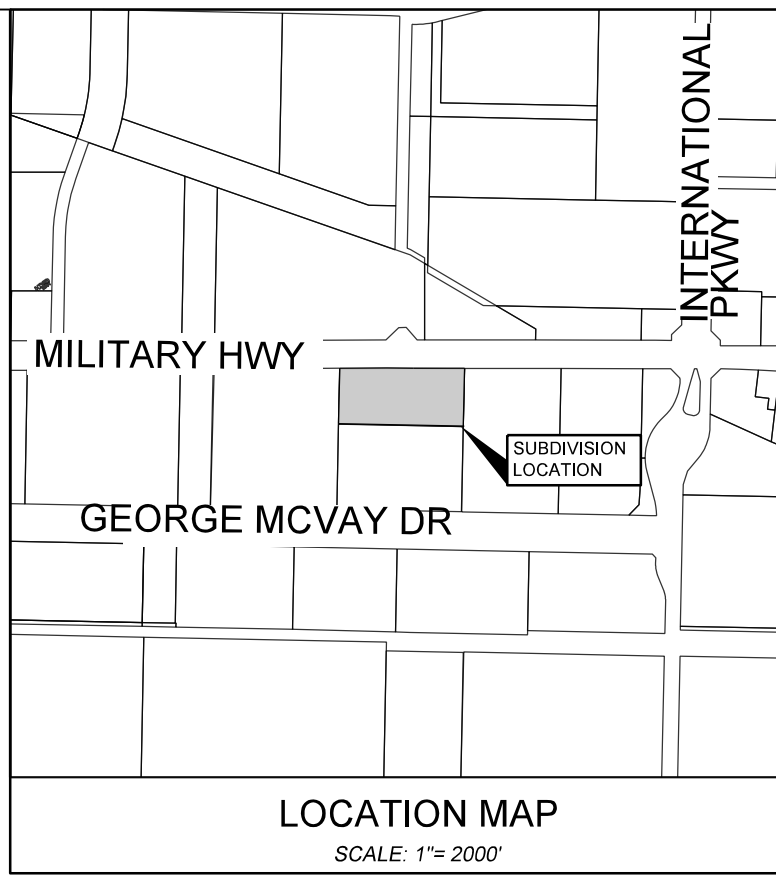 INTERNATIONAL
PKWY
MILITARY HWY
SUBDIVISION
LOCATION
GEORGE MCVAY DR
LOCATION MAP
SCALE: 1"= 2000'